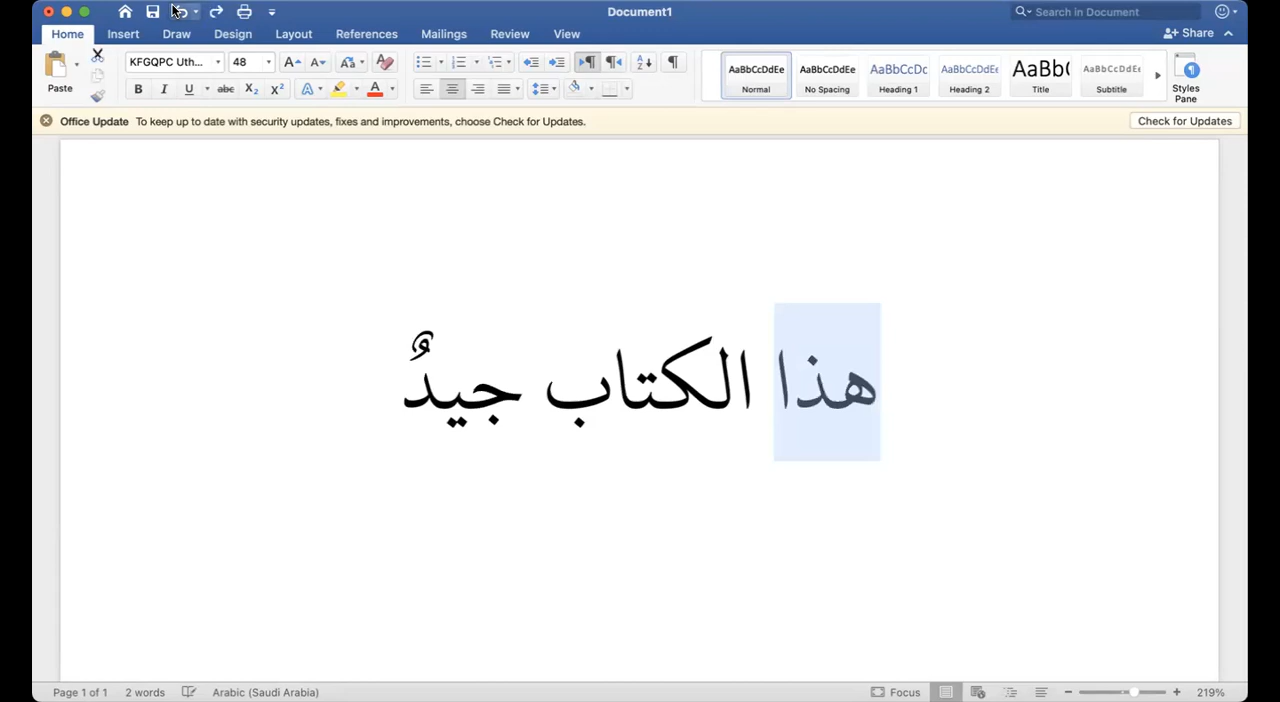 Document1
Search in Document
Home Insert Draw Design Layout References Mailings Review View
Share
Paste
KFGQPC Uth... 48
AaBbCcDdEe AaBbCcDdEe AaBbCcDc AaBbCcDdEe AaBb( AaBbCcDdEe
Normal No Spacing Heading 1 Heading 2 Title Subtitle
Styles Pane
Office Update To keep up to date with security updates, fixes and improvements, choose Check for Updates.
Check for Updates
هذا الكتاب جيدٌ
Page 1 of 1 2 words Arabic (Saudi Arabia) Focus 219%